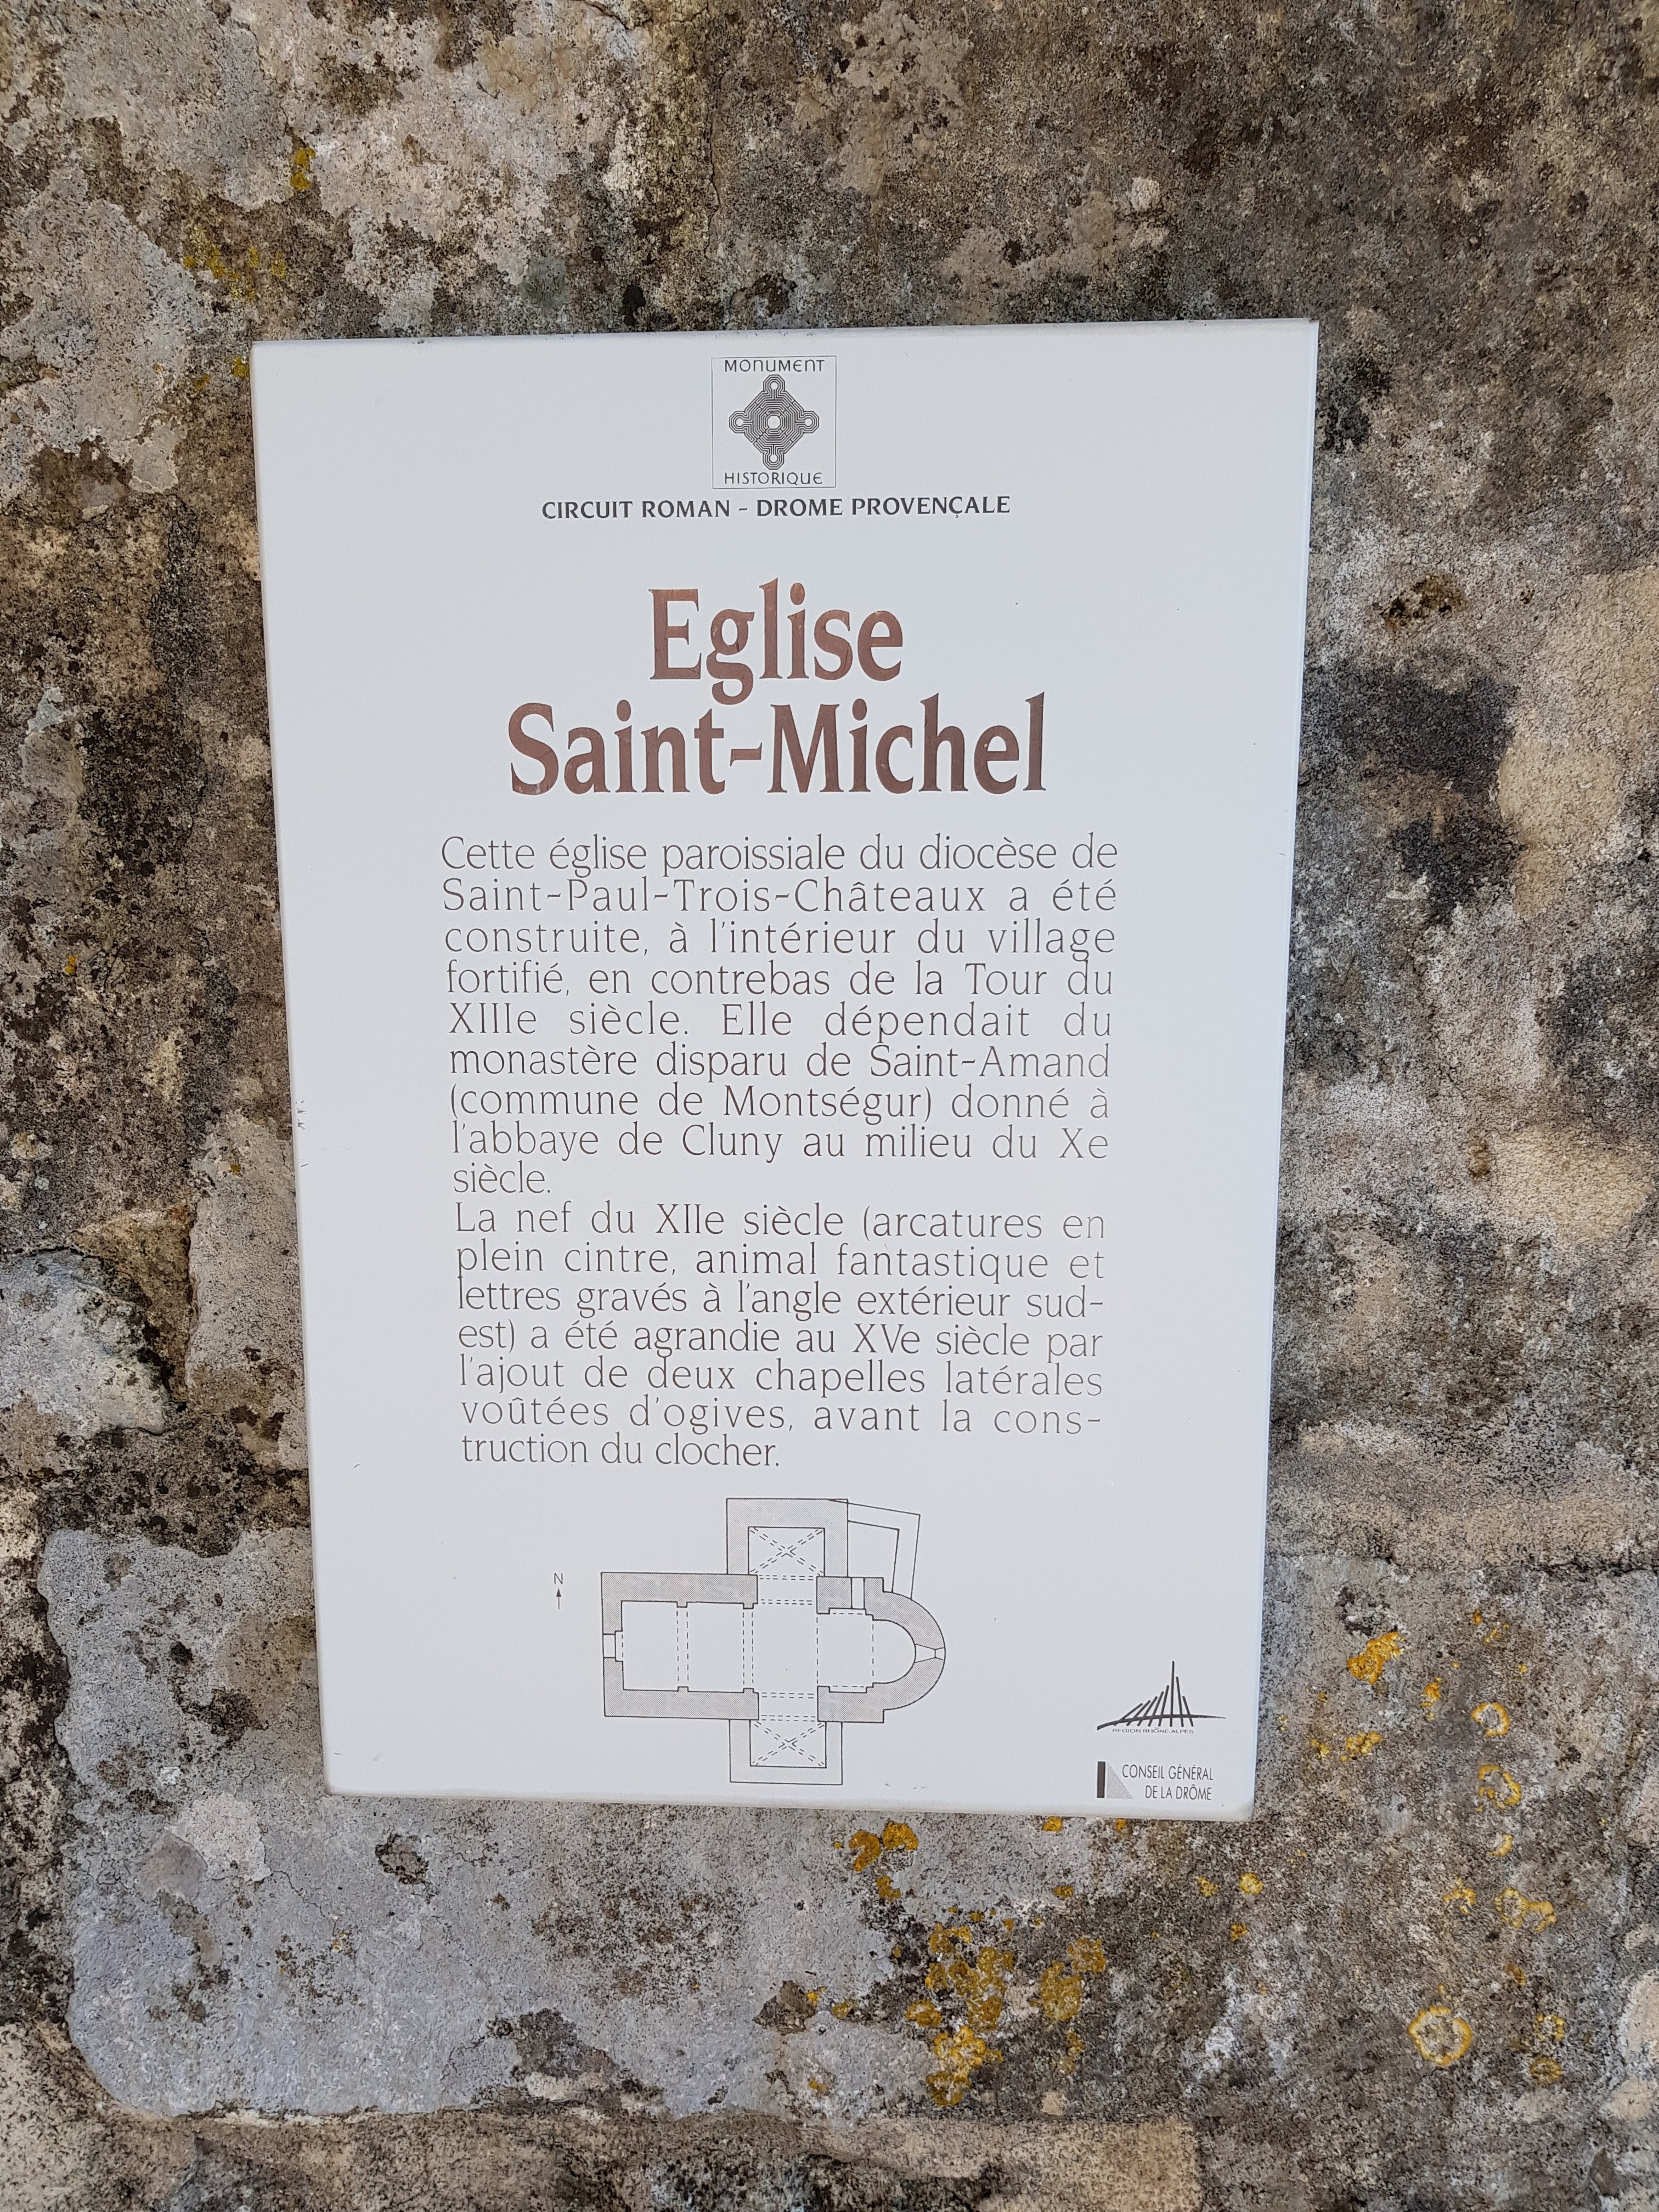 MONUMENT
HISTORIQUE
CIRCUIT ROMAN - DROME PROVENÇALE
Eglise
Saint-Michel
Cette église paroissiale du diocèse de
Saint-Paul-Trois-Châteaux a été
construite, à l'intérieur du village
fortifié, en contrebas de la Tour du
XIIIe siècle. Elle dépendait du
monastère disparu de Saint-Amand
(commune de Montségur) donné à
l'abbaye de Cluny au milieu du Xe
siècle.
La nef du XIIe siècle (arcatures en
plein cintre, animal fantastique et
lettres gravés à l'angle extérieur sud-
est) a été agrandie au XVe siècle par
l'ajout de deux chapelles latérales
voûtées d'ogives, avant la cons-
truction du clocher.
N
REGION RHÔNE-ALPES
CONSEIL GÉNÉRAL
DE LA DRÔME